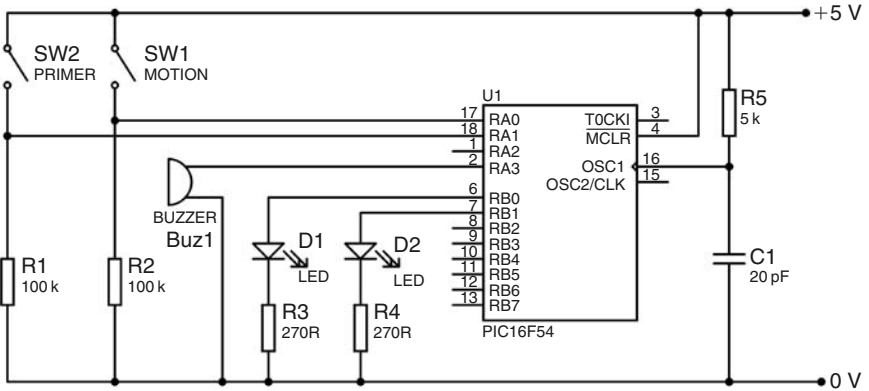 +5 V
SW2
PRIMER
SW1
MOTION
U1
R5
5 k
17 RA0
18 RA1
1 RA2
2 RA3
6 RB0
7 RB1
8 RB2
9 RB3
10 RB4
11 RB5
12 RB6
13 RB7
T0CKI 3
MCLR 4
OSC1 16
OSC2/CLK 15
PIC16F54
BUZZER
Buz1
D1
LED
D2
LED
R1
100 k
R2
100 k
R3
270R
R4
270R
C1
20 pF
0 V